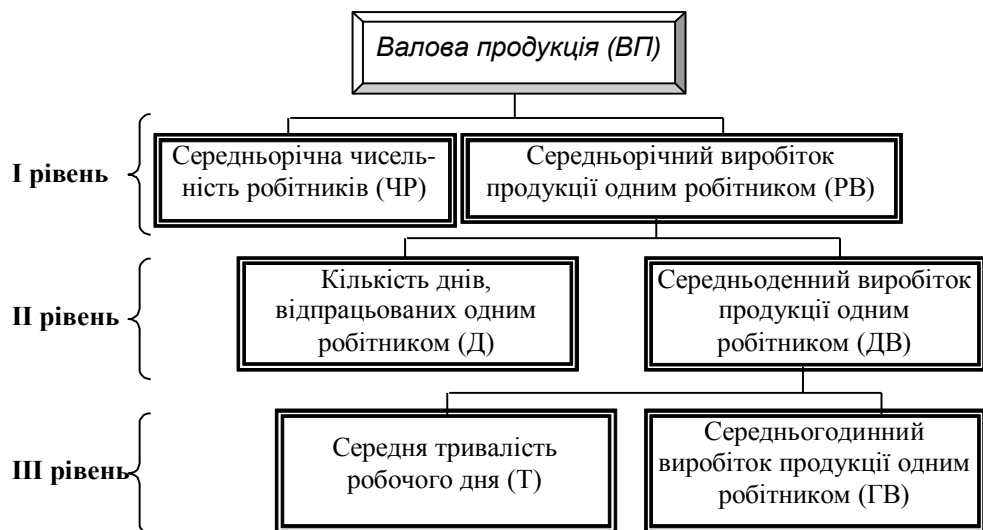 Валова продукція (ВП)
I рівень
Середньорічна чисель-
ність робітників (ЧР)
Середньорічний виробіток
продукції одним робітником (РВ)
II рівень
Кількість днів,
відпрацьованих одним
робітником (Д)
Середньоденний виробіток
продукції одним
робітником (ДВ)
III рівень
Середня тривалість
робочого дня (Т)
Середньогодинний
виробіток продукції одним
робітником (ГВ)